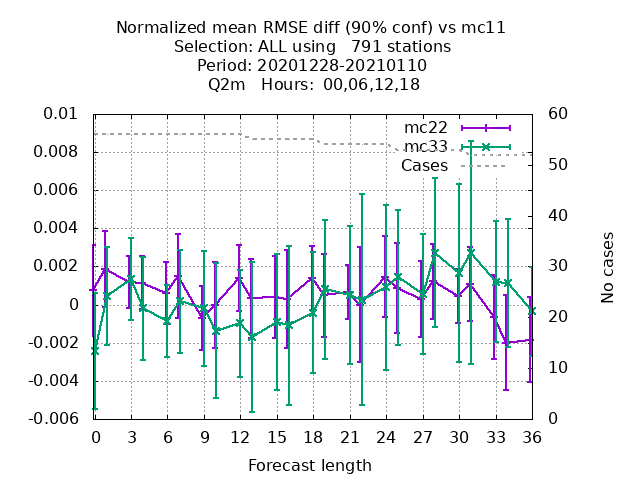 Normalized mean RMSE diff (90% conf) vs mc11
Selection: ALL using   791 stations
Period: 20201228-20210110
Q2m   Hours:  00,06,12,18
0.01
0.008
0.006
0.004
0.002
0
-0.002
-0.004
-0.006
mc22
mc33
Cases
60
50
40
30
20
10
0
No cases
0 3 6 9 12 15 18 21 24 27 30 33 36
Forecast length